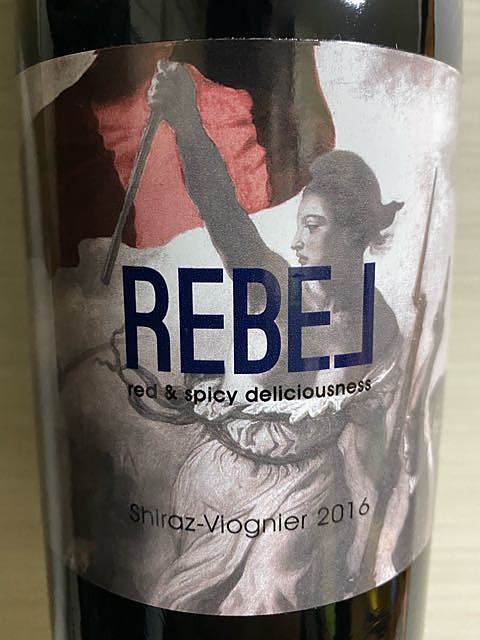 REBEL
red & spicy deliciousness
Shiraz-Viognier 2016